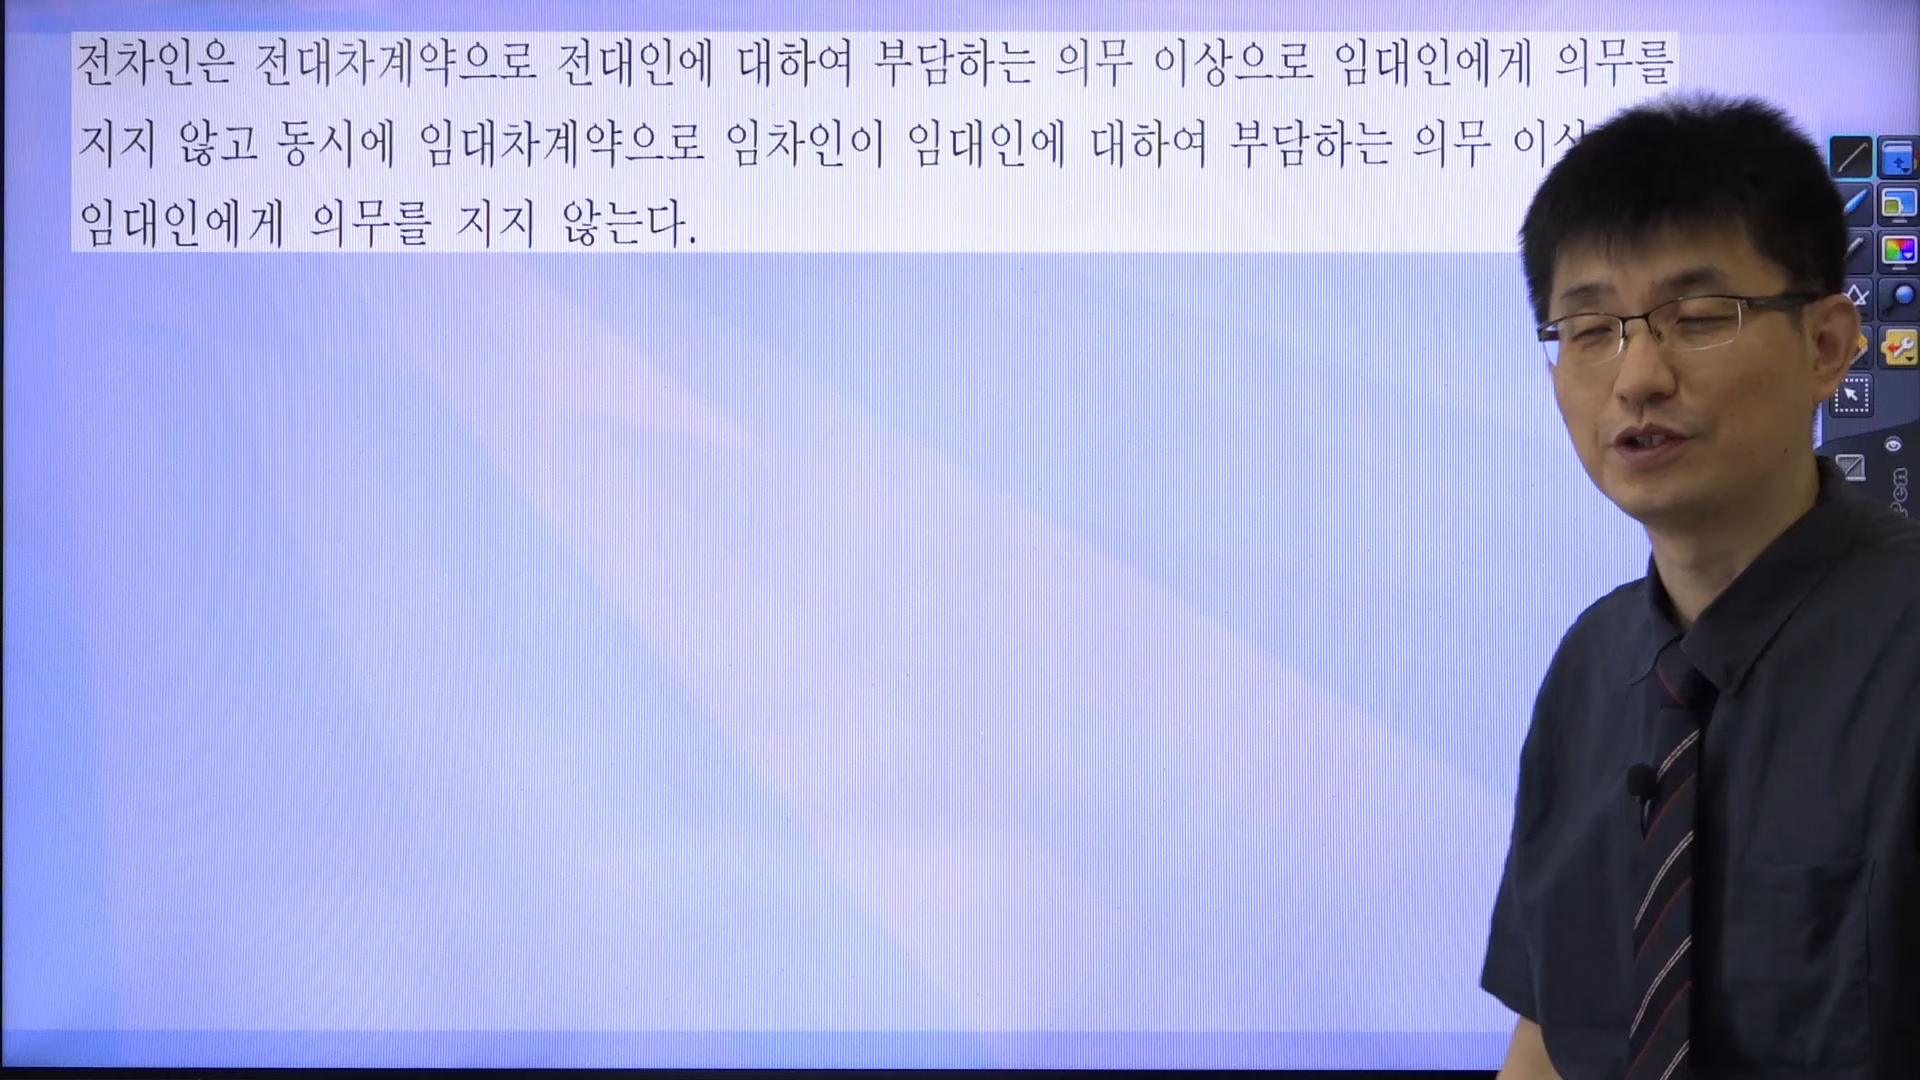 전차인은 전대차계약으로 전대인에 대하여 부담하는 의무 이상으로 임대인에게 의무를
지지 않고 동시에 임대차계약으로 임차인이 임대인에 대하여 부담하는 의무
임대인에게 의무를 지지 않는다.
Pen